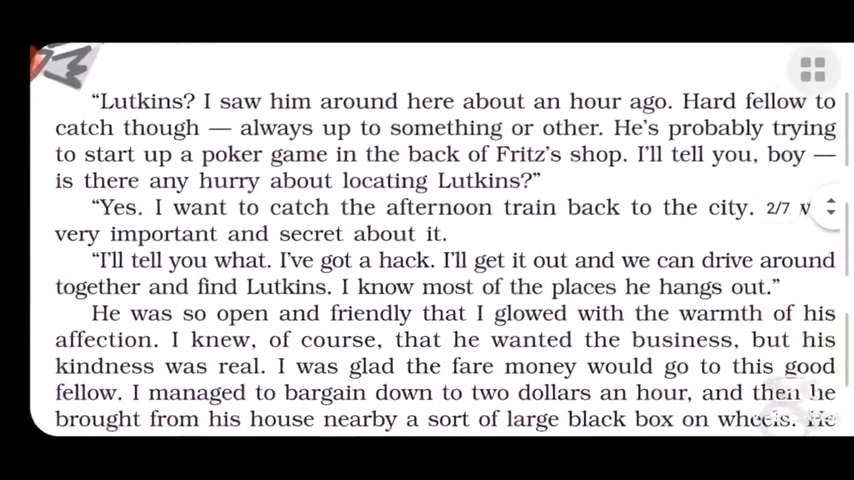 “Lutkins? I saw him around here about an hour ago. Hard fellow to
catch though — always up to something or other. He’s probably trying
to start up a poker game in the back of Fritz’s shop. I’ll tell you, boy —
is there any hurry about locating Lutkins?”
“Yes. I want to catch the afternoon train back to the city. 2/7
very important and secret about it.
“I’ll tell you what. I’ve got a hack. I’ll get it out and we can drive around
together and find Lutkins. I know most of the places he hangs out.”
He was so open and friendly that I glowed with the warmth of his
affection. I knew, of course, that he wanted the business, but his
kindness was real. I was glad the fare money would go to this good
fellow. I managed to bargain down to two dollars an hour, and then he
brought from his house nearby a sort of large black box on wheels. He